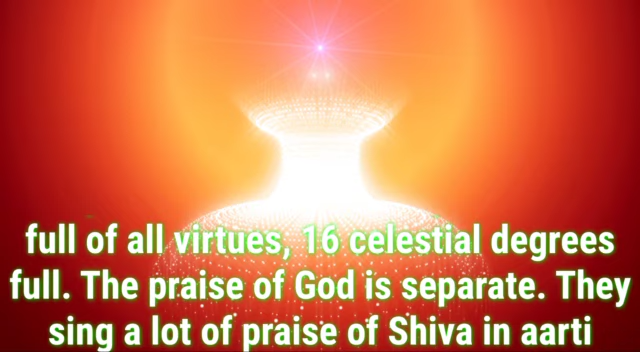 full of all virtues, 16 celestial degrees
full. The praise of God is separate. They
sing a lot of praise of Shiva in aarti